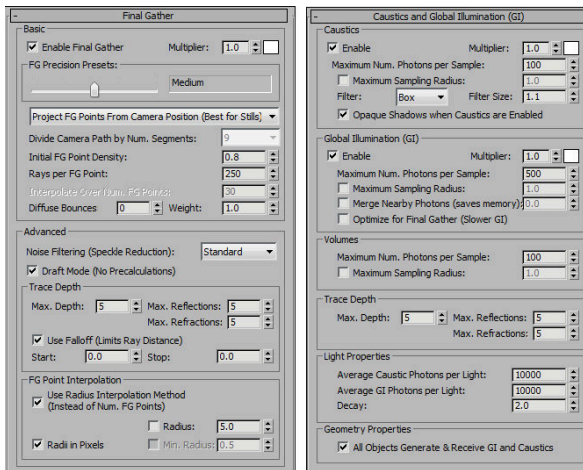 Final Gather
Basic
Enable Final Gather Multiplier: 1.0
FG Precision Presets:
Medium
Project FG Points From Camera Position (Best for Stills)
Divide Camera Path by Num. Segments: 9
Initial FG Point Density: 0.8
Rays per FG Point: 250
Interpolate Over Num. FG Points: 30
Diffuse Bounces 0 Weight: 1.0
Advanced
Noise Filtering (Speckle Reduction): Standard
Draft Mode (No Precalculations)
Trace Depth
Max. Depth: 5 Max. Reflections: 5
Max. Refractions: 5
Use Falloff (Limits Ray Distance)
Start: 0.0 Stop: 0.0
FG Point Interpolation
Use Radius Interpolation Method
(Instead of Num. FG Points)
Radius: 5.0
Radii in Pixels Min. Radius: 0.5
Caustics and Global Illumination (GI)
Caustics
Enable Multiplier: 1.0
Maximum Num. Photons per Sample: 100
Maximum Sampling Radius: 1.0
Filter: Box Filter Size: 1.1
Opaque Shadows when Caustics are Enabled
Global Illumination (GI)
Enable Multiplier: 1.0
Maximum Num. Photons per Sample: 500
Maximum Sampling Radius: 1.0
Merge Nearby Photons (saves memory): 0.0
Optimize for Final Gather (Slower GI)
Volumes
Maximum Num. Photons per Sample: 100
Maximum Sampling Radius: 1.0
Trace Depth
Max. Depth: 5 Max. Reflections: 5
Max. Refractions: 5
Light Properties
Average Caustic Photons per Light: 10000
Average GI Photons per Light: 10000
Decay: 2.0
Geometry Properties
All Objects Generate & Receive GI and Caustics